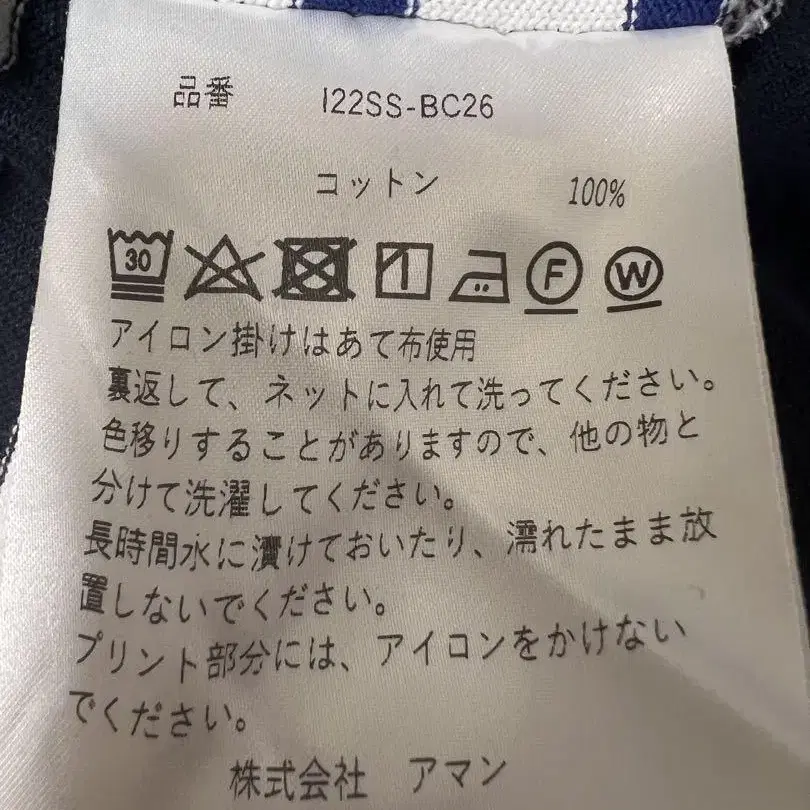 品番 I22SS-BC26
コットン 100%
30 F W
アイロン掛けはあて布使用
裏返して、ネットに入れて洗ってください。
色移りすることがありますので、他の物と
分けて洗濯してください。
長時間水に漬けておいたり、濡れたまま放
置しないでください。
プリント部分には、アイロンをかけない
でください。
株式会社 アマン